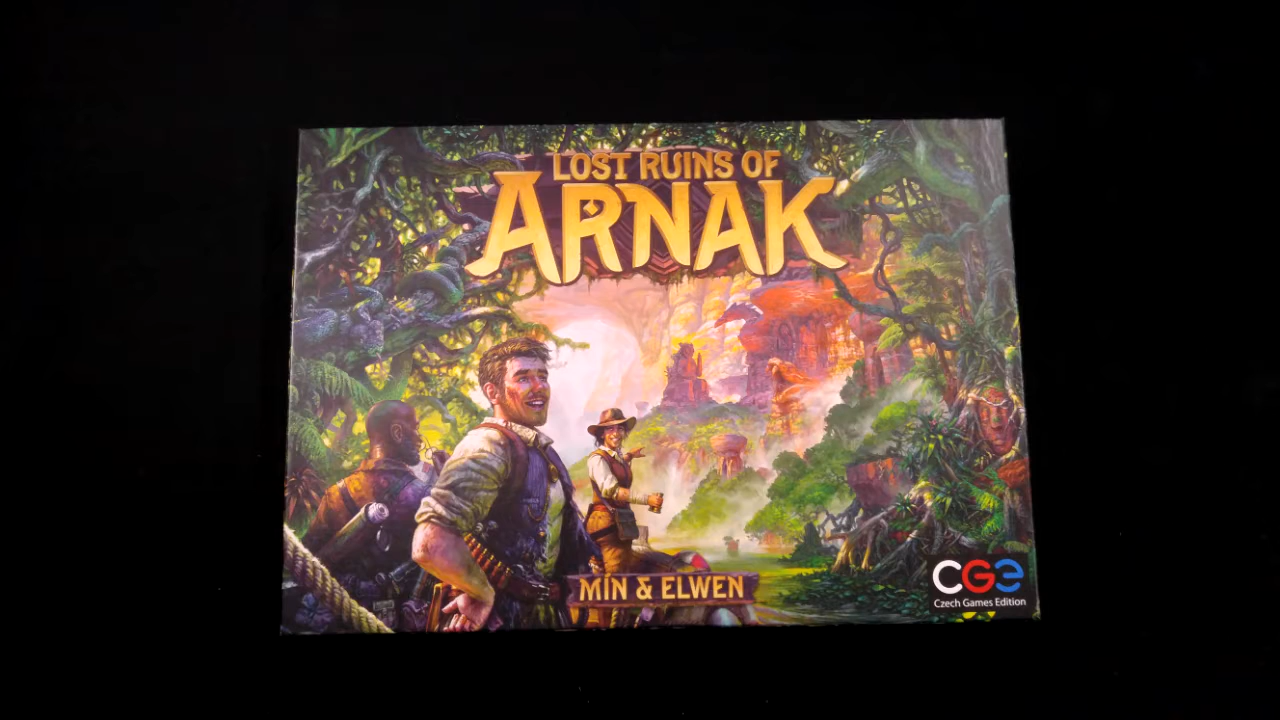 LOST RUINS OF
ARNAK
MÍN & ELWEN
CGE
Czech Games Edition